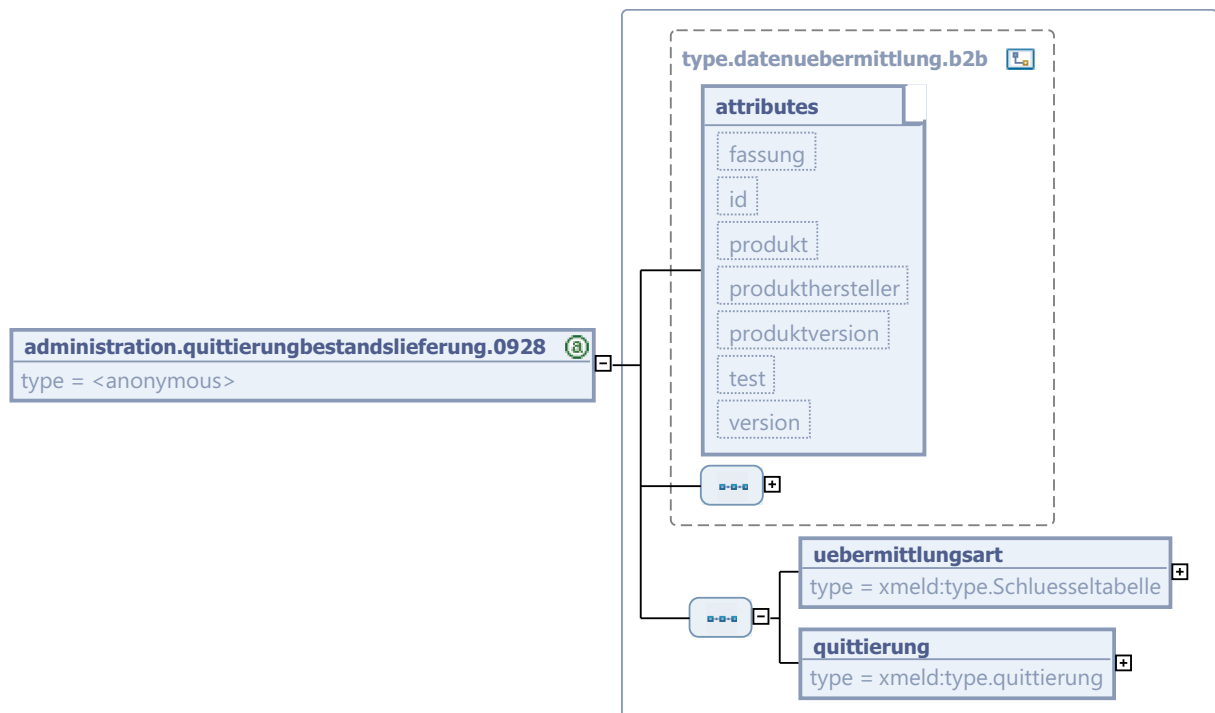 type.datenuebermittlung.b2b
attributes
fassung
id
produkt
produkthersteller
produktversion
test
version
administration.quittierungbestandslieferung.0928 a
type = <anonymous>
uebermittlungsart
type = xmeld:type.Schluesseltabelle
quittierung
type = xmeld:type.quittierung